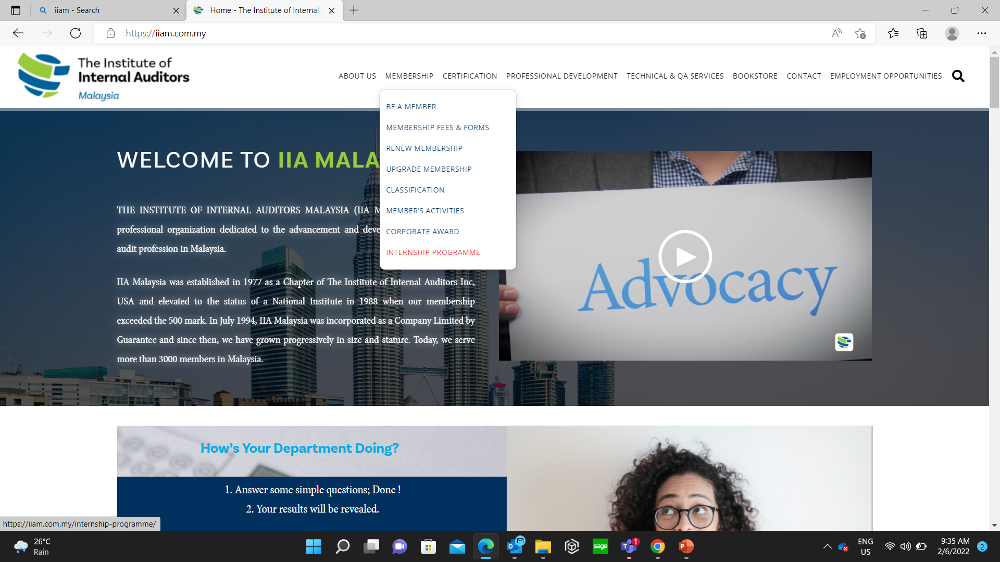 iiam - Search
Home - The Institute of Internal
https://iiam.com.my
The Institute of
Internal Auditors
Malaysia
ABOUT US MEMBERSHIP CERTIFICATION PROFESSIONAL DEVELOPMENT TECHNICAL & QA SERVICES BOOKSTORE CONTACT EMPLOYMENT OPPORTUNITIES
BE A MEMBER
MEMBERSHIP FEES & FORMS
RENEW MEMBERSHIP
UPGRADE MEMBERSHIP
CLASSIFICATION
MEMBER’S ACTIVITIES
CORPORATE AWARD
INTERNSHIP PROGRAMME
WELCOME TO IIA MALA
THE INSTITUTE OF INTERNAL AUDITORS MALAYSIA (IIA M
professional organization dedicated to the advancement and deve
audit profession in Malaysia.
IIA Malaysia was established in 1977 as a Chapter of The Institute of Internal Auditors Inc,
USA and elevated to the status of a National Institute in 1988 when our membership
exceeded the 500 mark. In July 1994, IIA Malaysia was incorporated as a Company Limited by
Guarantee and since then, we have grown progressively in size and stature. Today, we serve
more than 3000 members in Malaysia.
Advocacy
How’s Your Department Doing?
1. Answer some simple questions; Done !
2. Your results will be revealed.
https://iiam.com.my/internship-programme/
26°C
Rain
sage
1
ENG
US
9:35 AM
2/6/2022
2